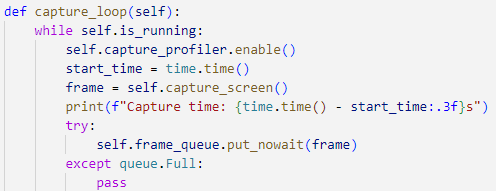 def capture_loop(self):
    while self.is_running:
        self.capture_profiler.enable()
        start_time = time.time()
        frame = self.capture_screen()
        print(f"Capture time: {time.time() - start_time:.3f}s")
        try:
            self.frame_queue.put_nowait(frame)
        except queue.Full:
            pass